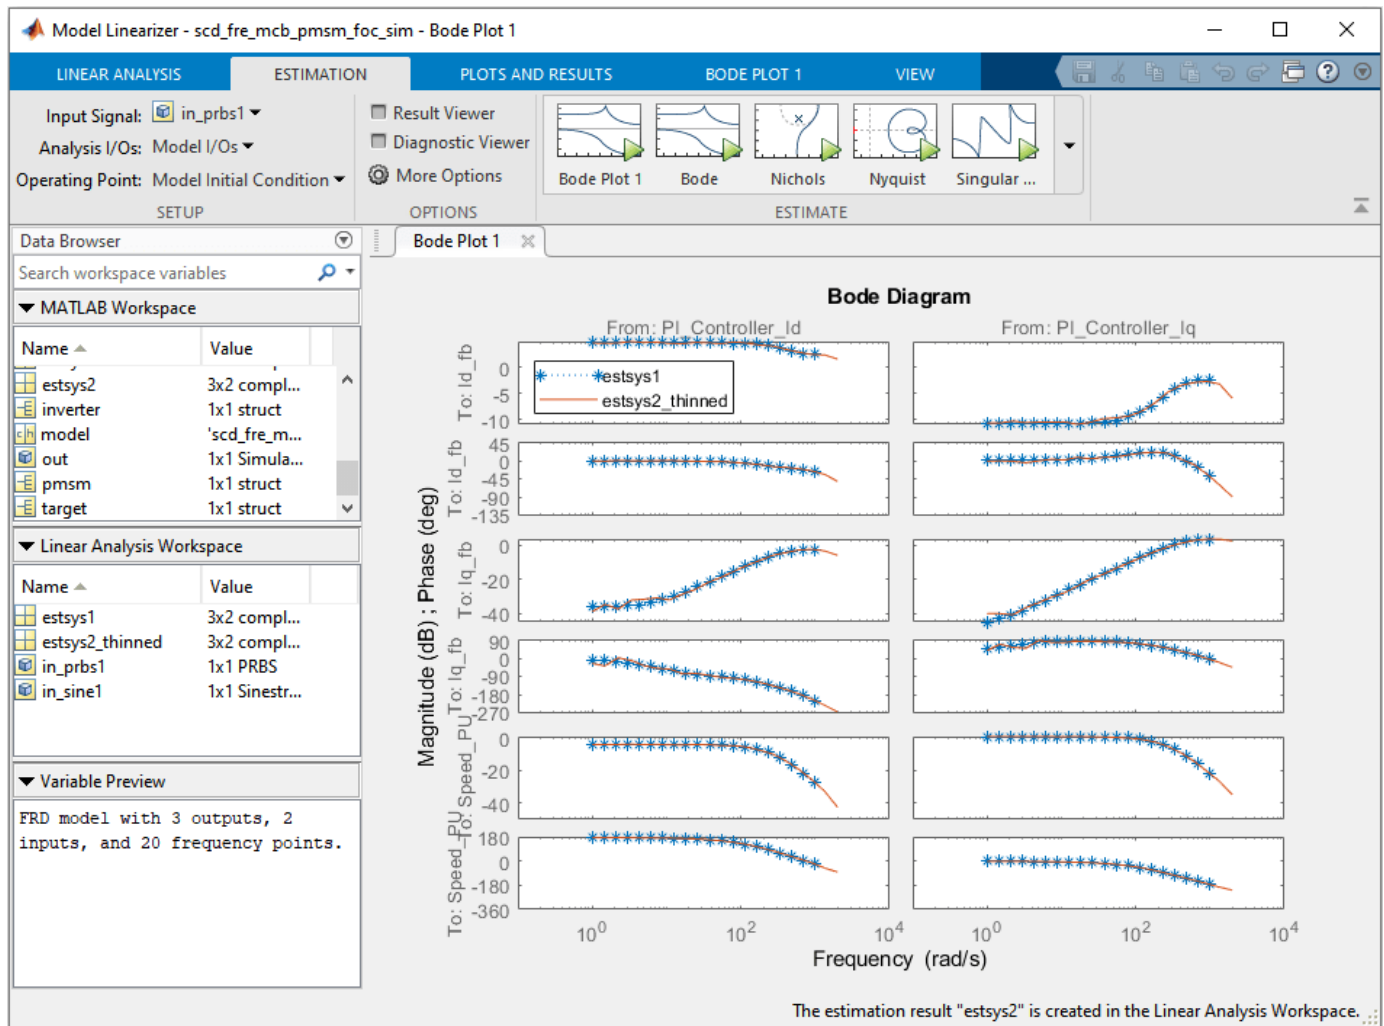 Model Linearizer - scd_fre_mcb_pmsm_foc_sim - Bode Plot 1
LINEAR ANALYSIS ESTIMATION PLOTS AND RESULTS BODE PLOT 1 VIEW
Input Signal: in_prbs1
Analysis I/Os: Model I/Os
Operating Point: Model Initial Condition
SETUP
Result Viewer
Diagnostic Viewer
More Options
OPTIONS
Bode Plot 1 Bode Nichols Nyquist Singular ...
ESTIMATE
Data Browser
Search workspace variables
MATLAB Workspace
Name Value
estsys2 3x2 compl...
inverter 1x1 struct
model 'scd_fre_m...
out 1x1 Simula...
pmsm 1x1 struct
target 1x1 struct
Linear Analysis Workspace
Name Value
estsys1 3x2 compl...
estsys2_thinned 3x2 compl...
in_prbs1 1x1 PRBS
in_sine1 1x1 Sinestr...
Variable Preview
FRD model with 3 outputs, 2
inputs, and 20 frequency points.
Bode Plot 1
Bode Diagram
From: PI_Controller_Id From: PI_Controller_Iq
Magnitude (dB) ; Phase (deg)
To: Id_fb
0
-5
-10
estsys1
estsys2_thinned
To: Id_fb
45
0
-45
-90
-135
To: Iq_fb
0
-20
-40
To: Iq_fb
90
0
-90
-180
-270
To: Speed_PU
0
-20
-40
To: Speed_PU
180
0
-180
-360
10^0 10^2 10^4 10^0 10^2 10^4
Frequency (rad/s)
The estimation result "estsys2" is created in the Linear Analysis Workspace.